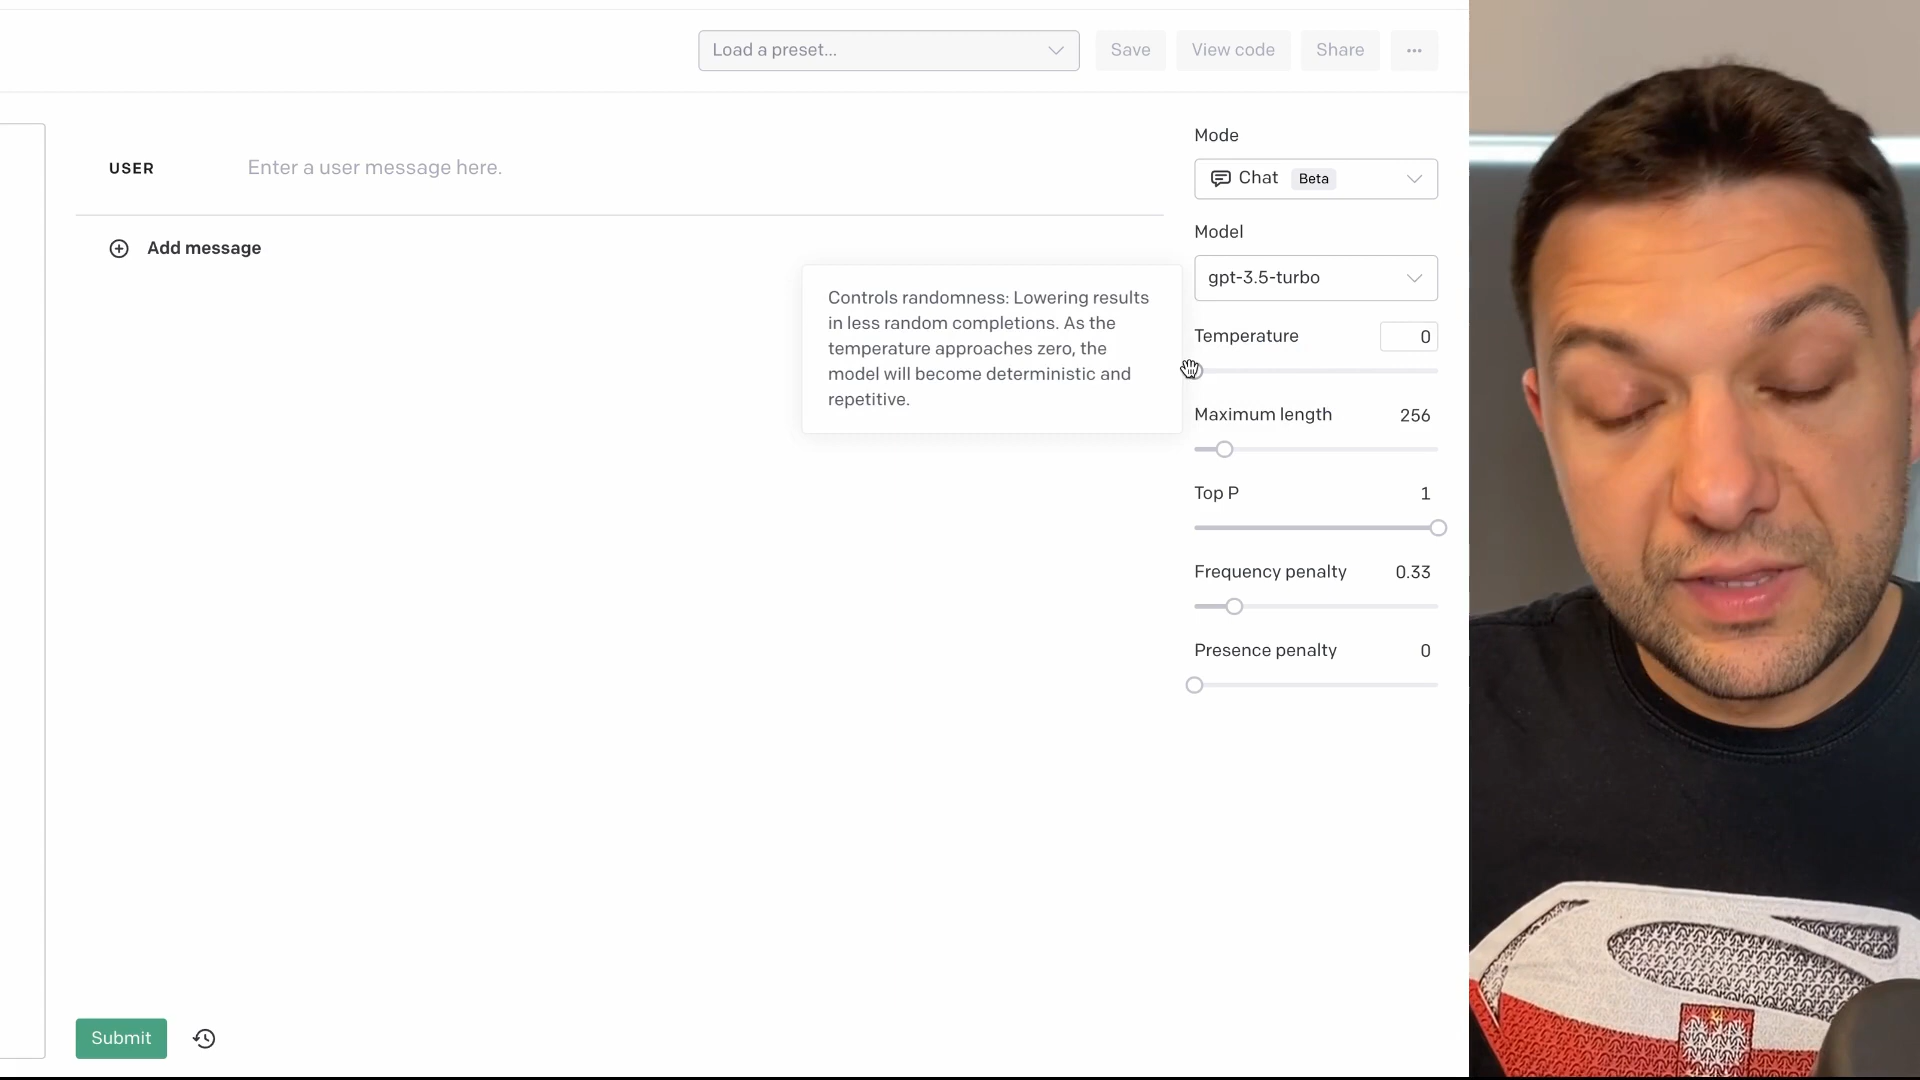 Load a preset...
Save
View code
Share
USER
Enter a user message here.
Add message
Mode
Chat Beta
Model
gpt-3.5-turbo
Controls randomness: Lowering results
in less random completions. As the
temperature approaches zero, the
model will become deterministic and
repetitive.
Temperature 0
Maximum length 256
Top P 1
Frequency penalty 0.33
Presence penalty 0
Submit